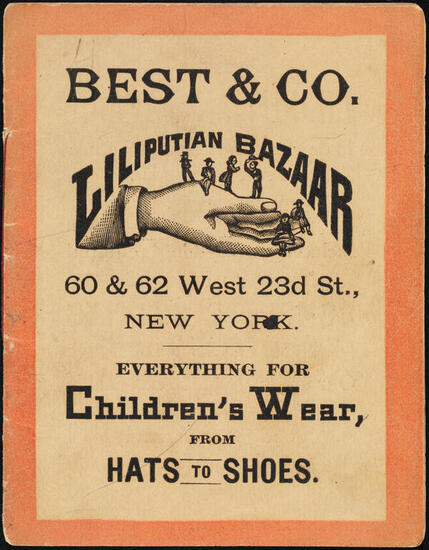 BEST & CO.
LILIPUTIAN BAZAAR
60 & 62 West 23d St.,
NEW YORK.
EVERYTHING FOR
Children's Wear,
FROM
HATS TO SHOES.